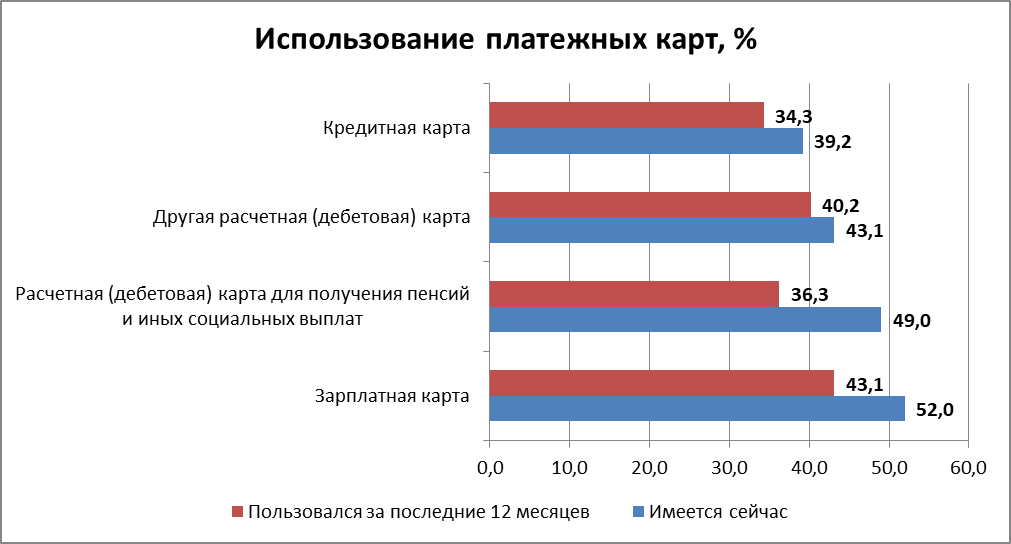 Использование платежных карт, %
Кредитная карта
34,3
39,2
Другая расчетная (дебетовая) карта
40,2
43,1
Расчетная (дебетовая) карта для получения пенсий
и иных социальных выплат
36,3
49,0
Зарплатная карта
43,1
52,0
0,0 10,0 20,0 30,0 40,0 50,0 60,0
Пользовался за последние 12 месяцев Имеется сейчас